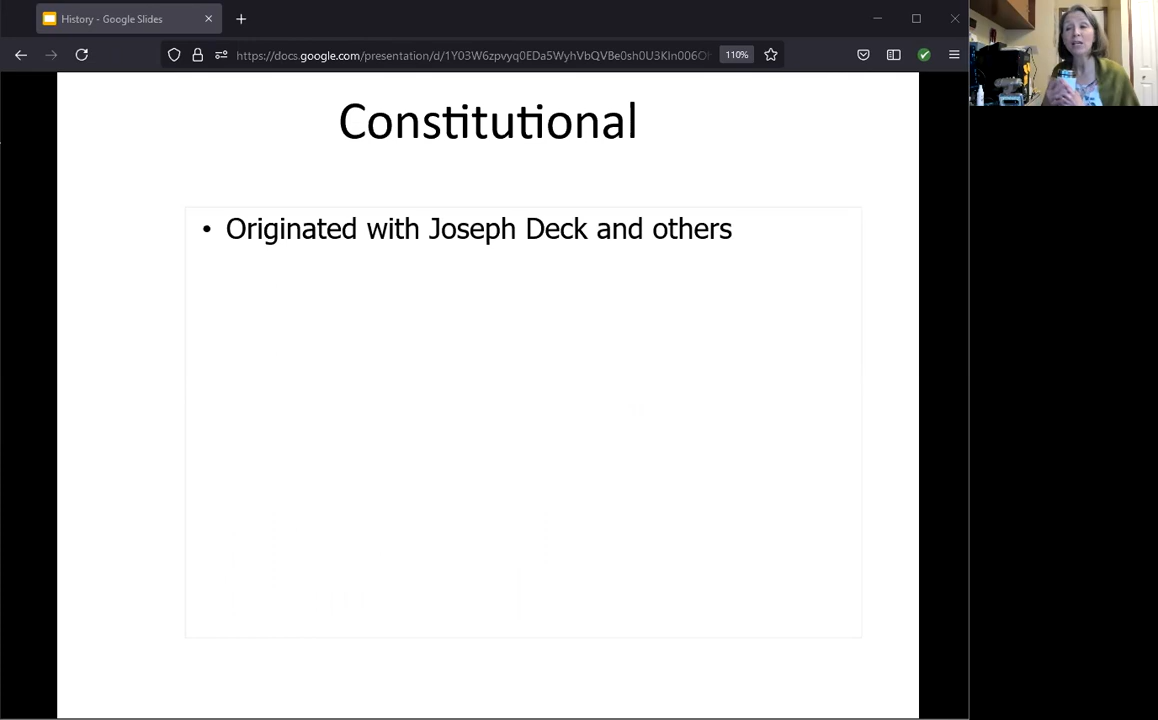 History - Google Slides
https://docs.google.com/presentation/d/1Y03W6zpvyq0EDa5WyhVbQVBe0sh0U3KIn006O
110%
Constitutional
• Originated with Joseph Deck and others